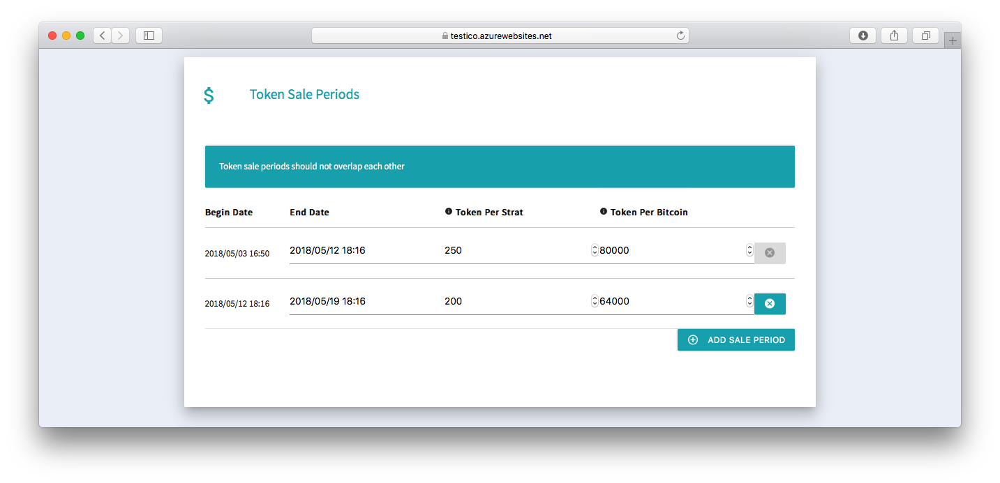 testico.azurewebsites.net
$ Token Sale Periods
Token sale periods should not overlap each other
Begin Date End Date Token Per Strat Token Per Bitcoin
2018/05/03 16:50 2018/05/12 18:16 250 80000
2018/05/12 18:16 2018/05/19 18:16 200 64000
ADD SALE PERIOD